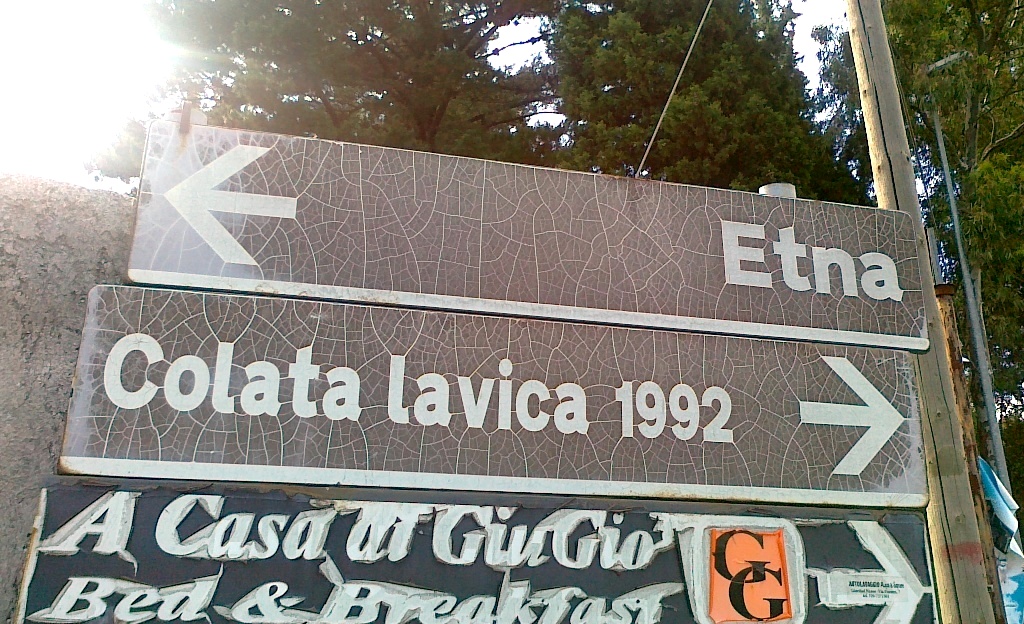 Etna
Colata lavica 1992
A Casa di GiuGio'
Bed & Breakfast
GG